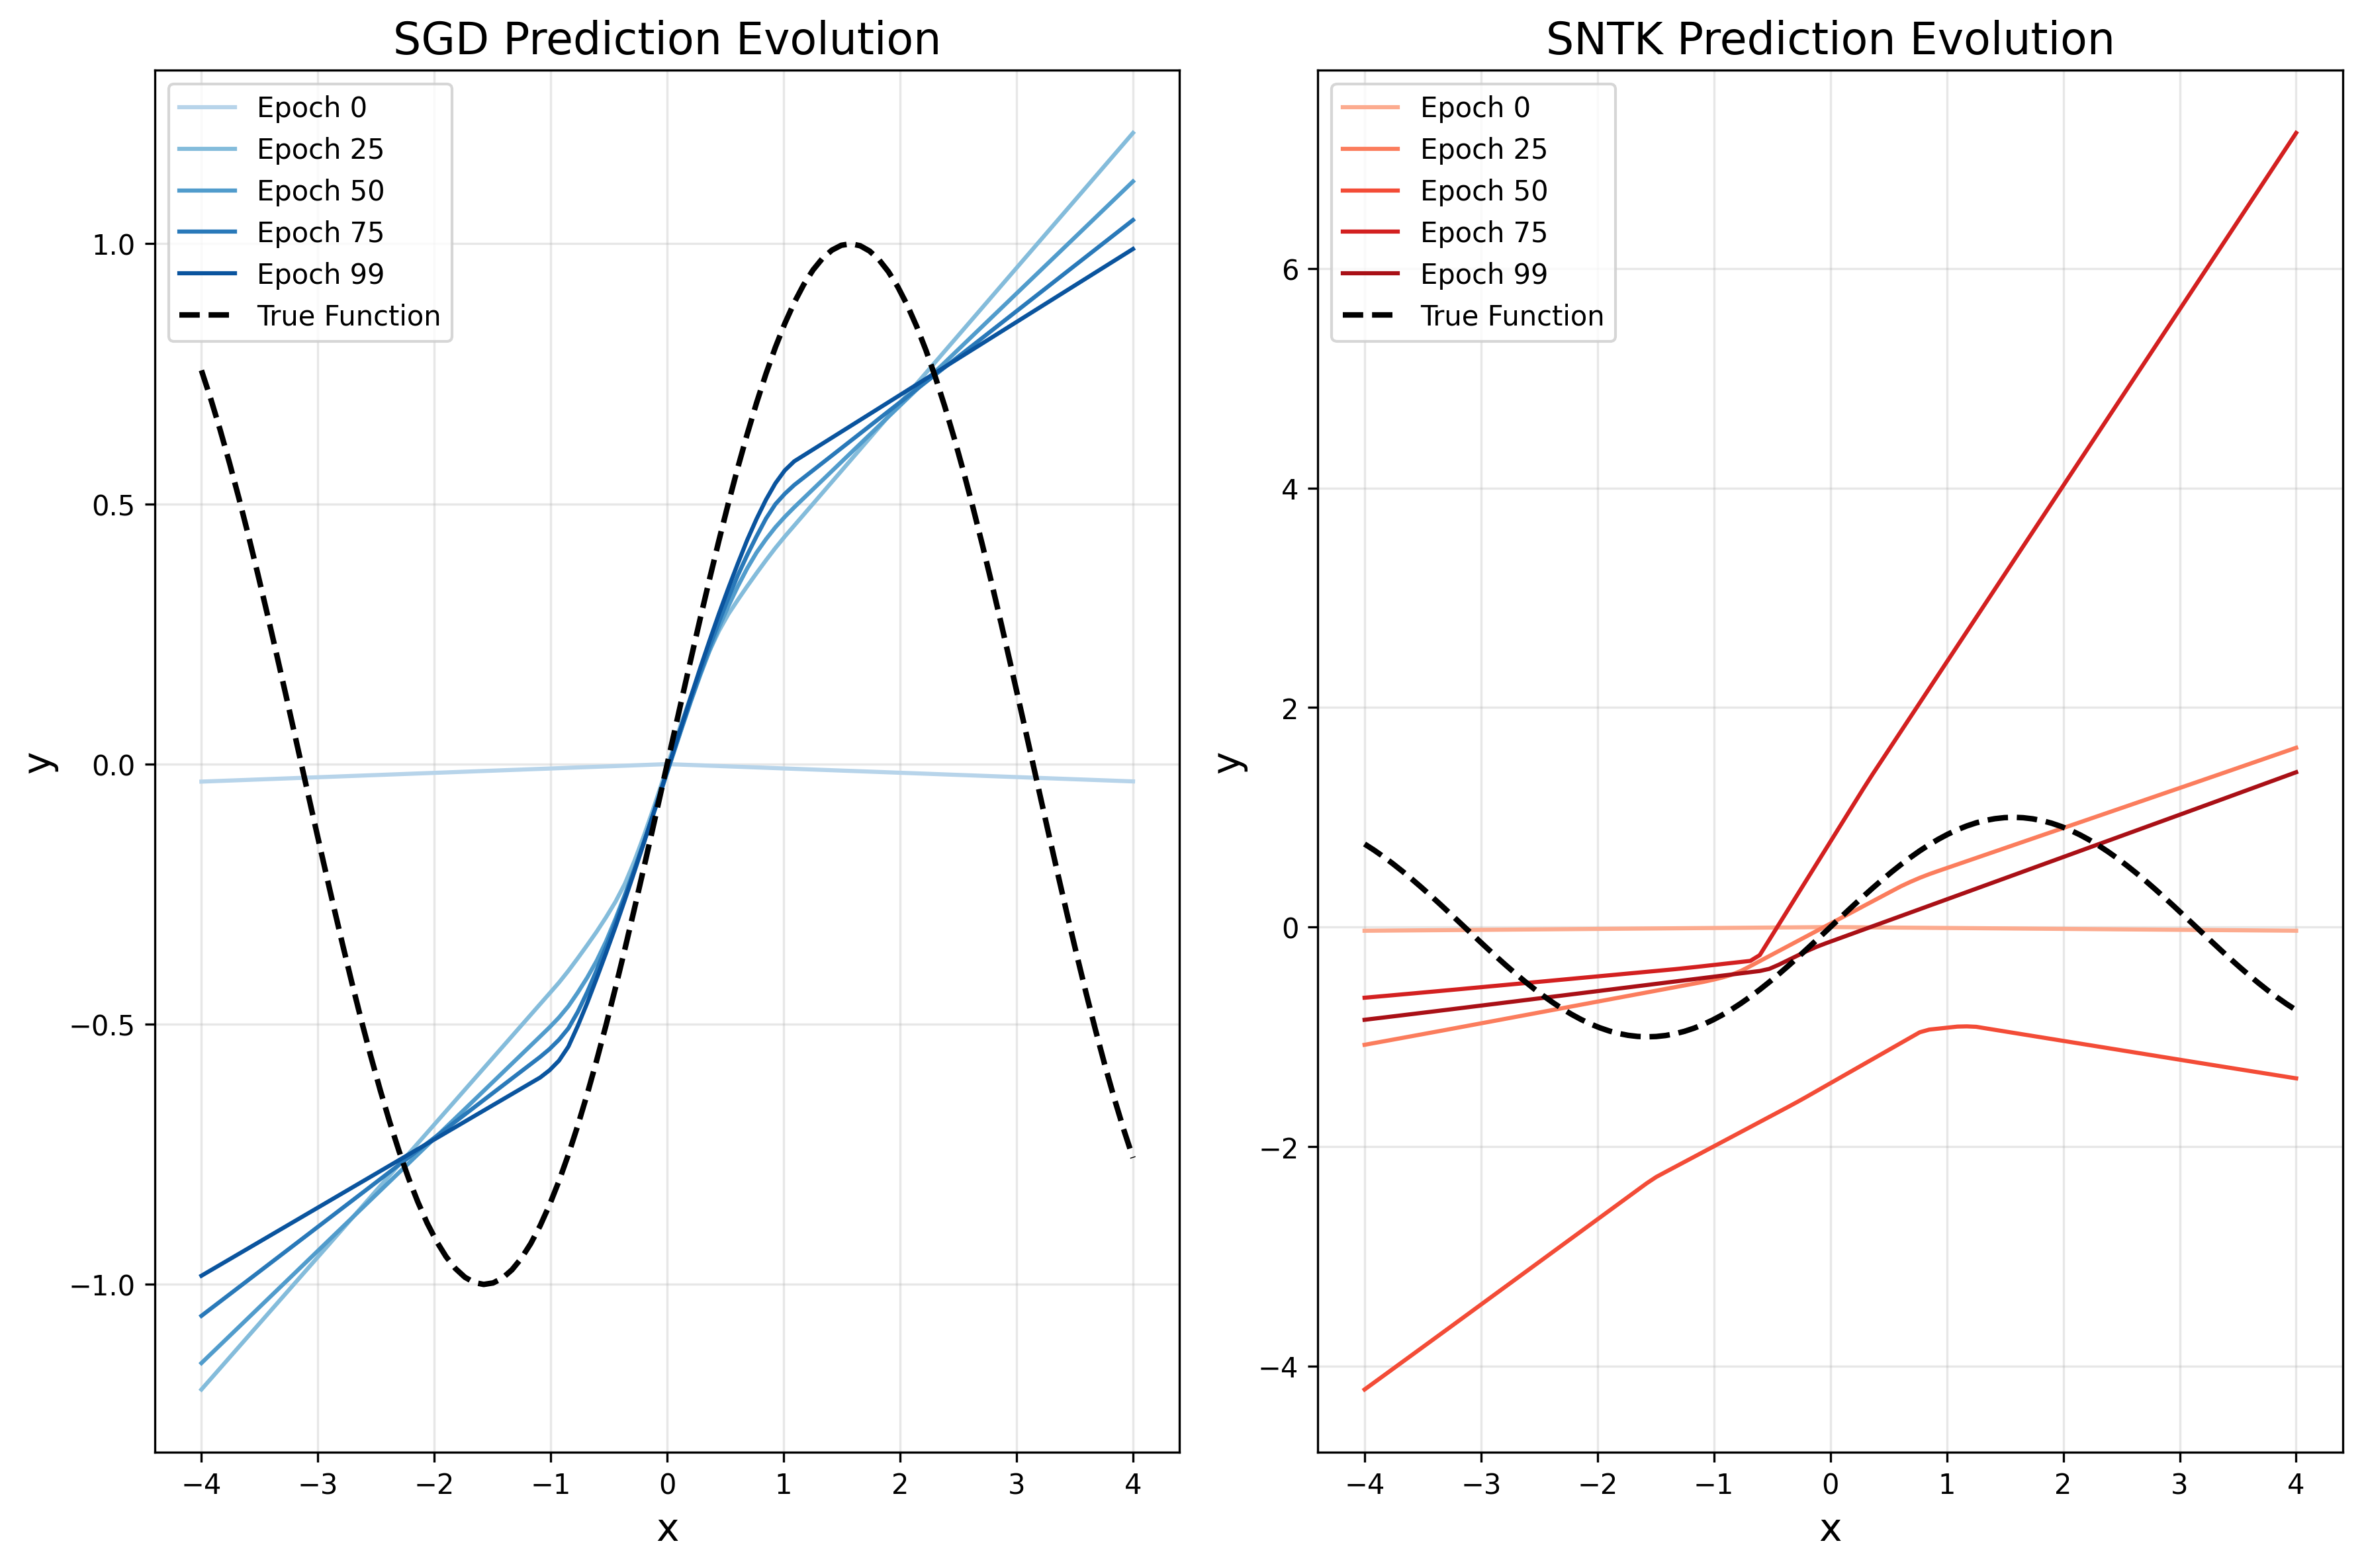 SGD Prediction Evolution
Epoch 0
Epoch 25
Epoch 50
Epoch 75
Epoch 99
True Function
1.0
0.5
0.0
−0.5
−1.0
y
−4 −3 −2 −1 0 1 2 3 4
x
SNTK Prediction Evolution
Epoch 0
Epoch 25
Epoch 50
Epoch 75
Epoch 99
True Function
6
4
2
0
−2
−4
y
−4 −3 −2 −1 0 1 2 3 4
x